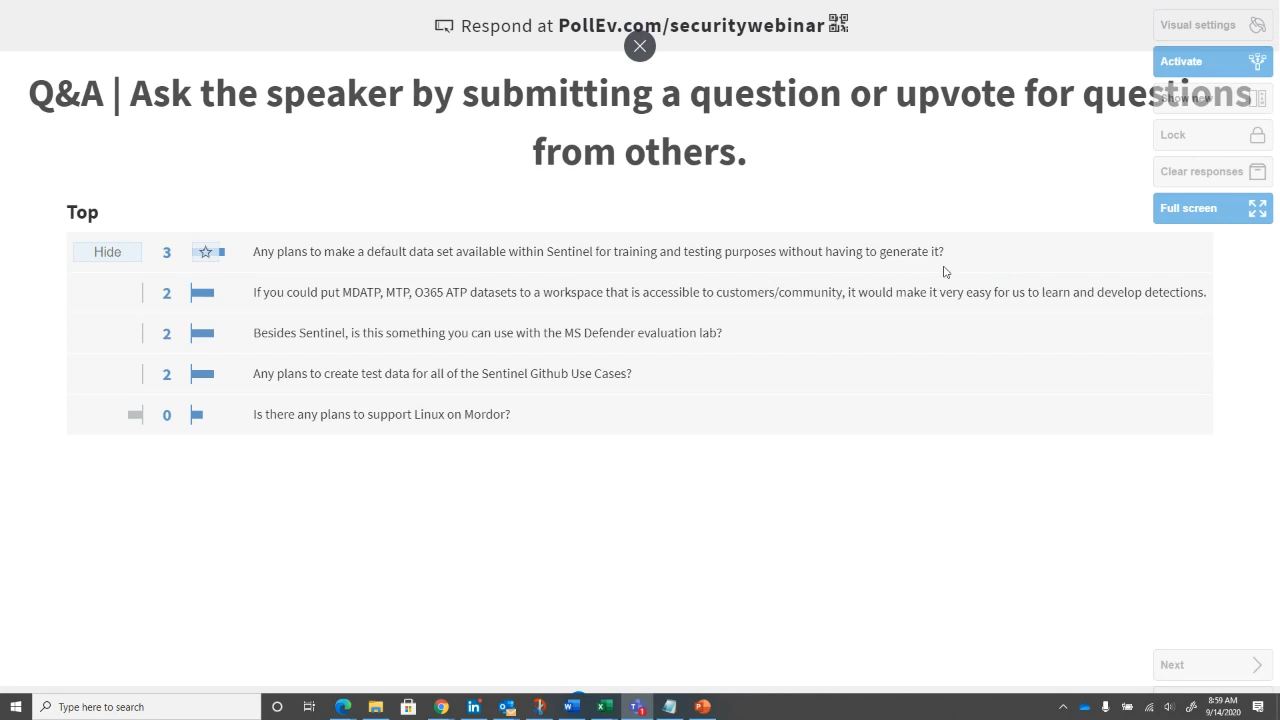 Respond at PollEv.com/securitywebinar
Visual settings
Activate
Show new
Lock
Clear responses
Full screen
Q&A | Ask the speaker by submitting a question or upvote for questions
from others.
Top
Hide 3 Any plans to make a default data set available within Sentinel for training and testing purposes without having to generate it?
2 If you could put MDATP, MTP, O365 ATP datasets to a workspace that is accessible to customers/community, it would make it very easy for us to learn and develop detections.
2 Besides Sentinel, is this something you can use with the MS Defender evaluation lab?
2 Any plans to create test data for all of the Sentinel Github Use Cases?
0 Is there any plans to support Linux on Mordor?
Next
Type here to search
8:59 AM
9/14/2020